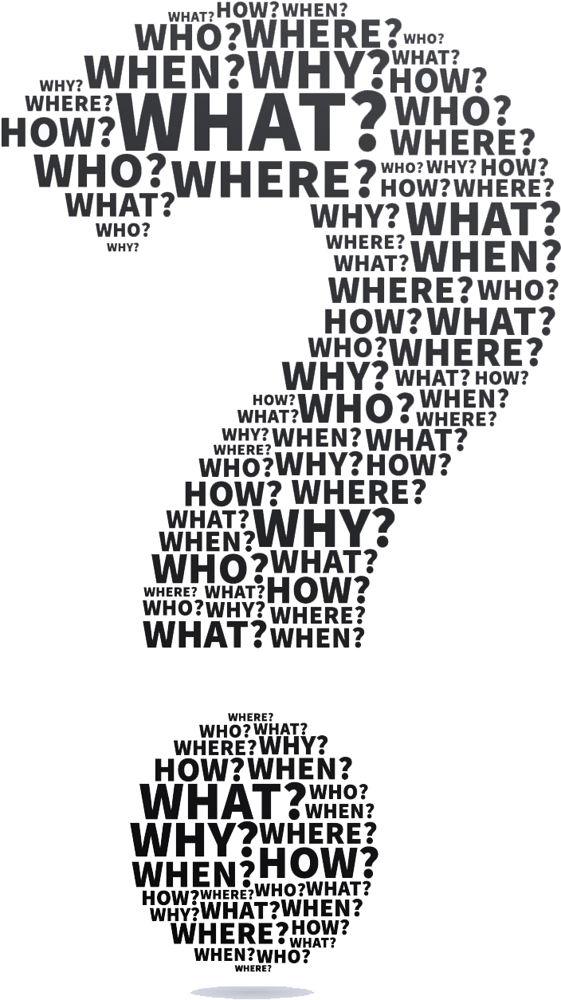 WHAT? HOW? WHEN?
WHO? WHERE? WHO?
WHEN? WHY? WHAT?
WHY? HOW?
WHERE? WHAT? WHO?
HOW? WHERE?
WHO? WHERE? WHO? WHY? HOW?
HOW? WHERE?
WHAT? WHY? WHAT?
WHO? WHERE?
WHY? WHAT? WHEN?
WHERE? WHO?
HOW? WHAT?
WHO? WHERE?
WHY? WHAT? HOW?
HOW? WHO? WHEN?
WHAT? WHERE?
WHY? WHEN? WHAT?
WHERE?
WHO? WHY? HOW?
HOW? WHERE?
WHAT? WHY?
WHEN?
WHO? WHAT?
WHERE? WHAT? HOW?
WHO? WHY? WHERE?
WHAT? WHEN?
WHERE?
WHO? WHAT?
WHERE? WHY?
HOW? WHEN?
WHAT? WHO?
WHEN?
WHY? WHERE?
WHEN? HOW?
HOW? WHERE? WHO? WHAT?
WHY? WHAT? WHEN?
WHERE? HOW?
WHAT?
WHEN? WHO?
WHERE?